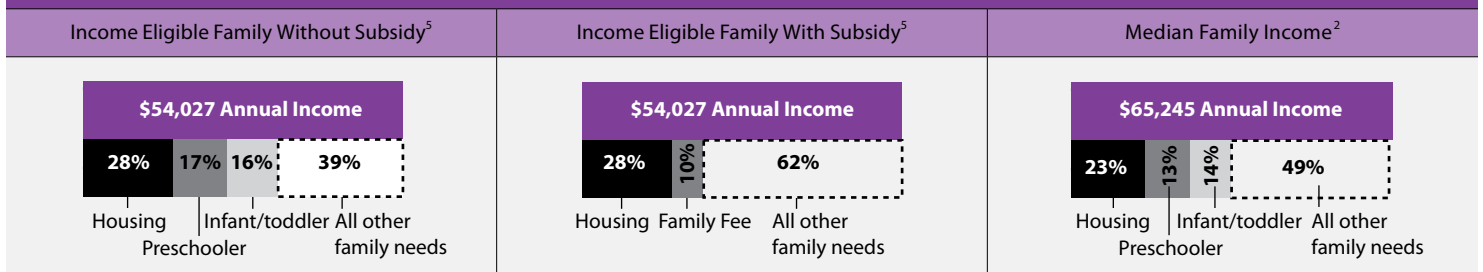 Income Eligible Family Without Subsidy5
$54,027 Annual Income
28% 17% 16% 39%
Housing Infant/toddler All other
Preschooler family needs
Income Eligible Family With Subsidy5
$54,027 Annual Income
28% 10% 62%
Housing Family Fee All other
family needs
Median Family Income2
$65,245 Annual Income
23% 13% 14% 49%
Housing Infant/toddler All other
Preschooler family needs